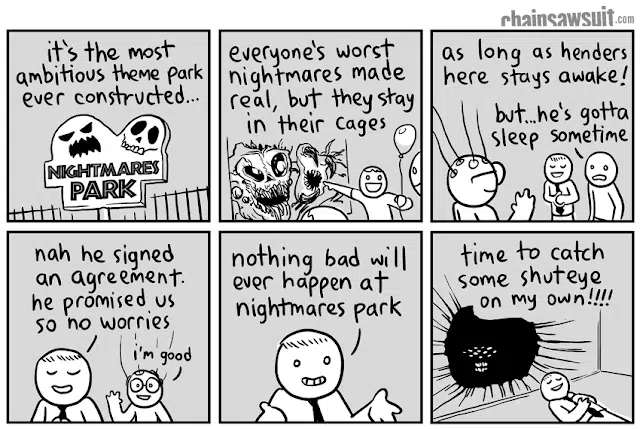 chainsawsuit.com
it's the most
ambitious theme park
ever constructed...
NIGHTMARES
PARK
everyone's worst
nightmares made
real, but they stay
in their cages
as long as henders
here stays awake!
but...he's gotta
sleep sometime
nah he signed
an agreement.
he promised us
so no worries
i'm good
nothing bad will
ever happen at
nightmares park
time to catch
some shuteye
on my own!!!!